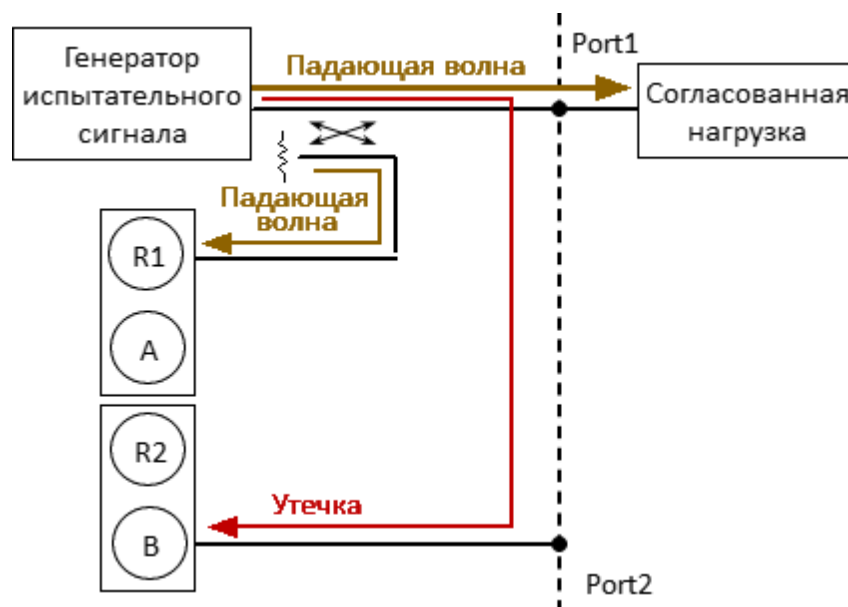 Генератор
испытательного
сигнала
Падающая волна
Port1
Согласованная
нагрузка
Падающая
волна
R1
A
R2
Утечка
B
Port2